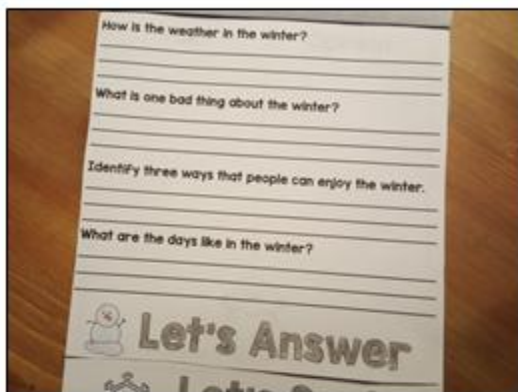 How is the weather in the winter?
What is one bad thing about the winter?
Identify three ways that people can enjoy the winter.
What are the days like in the winter?
Let's Answer
Let's